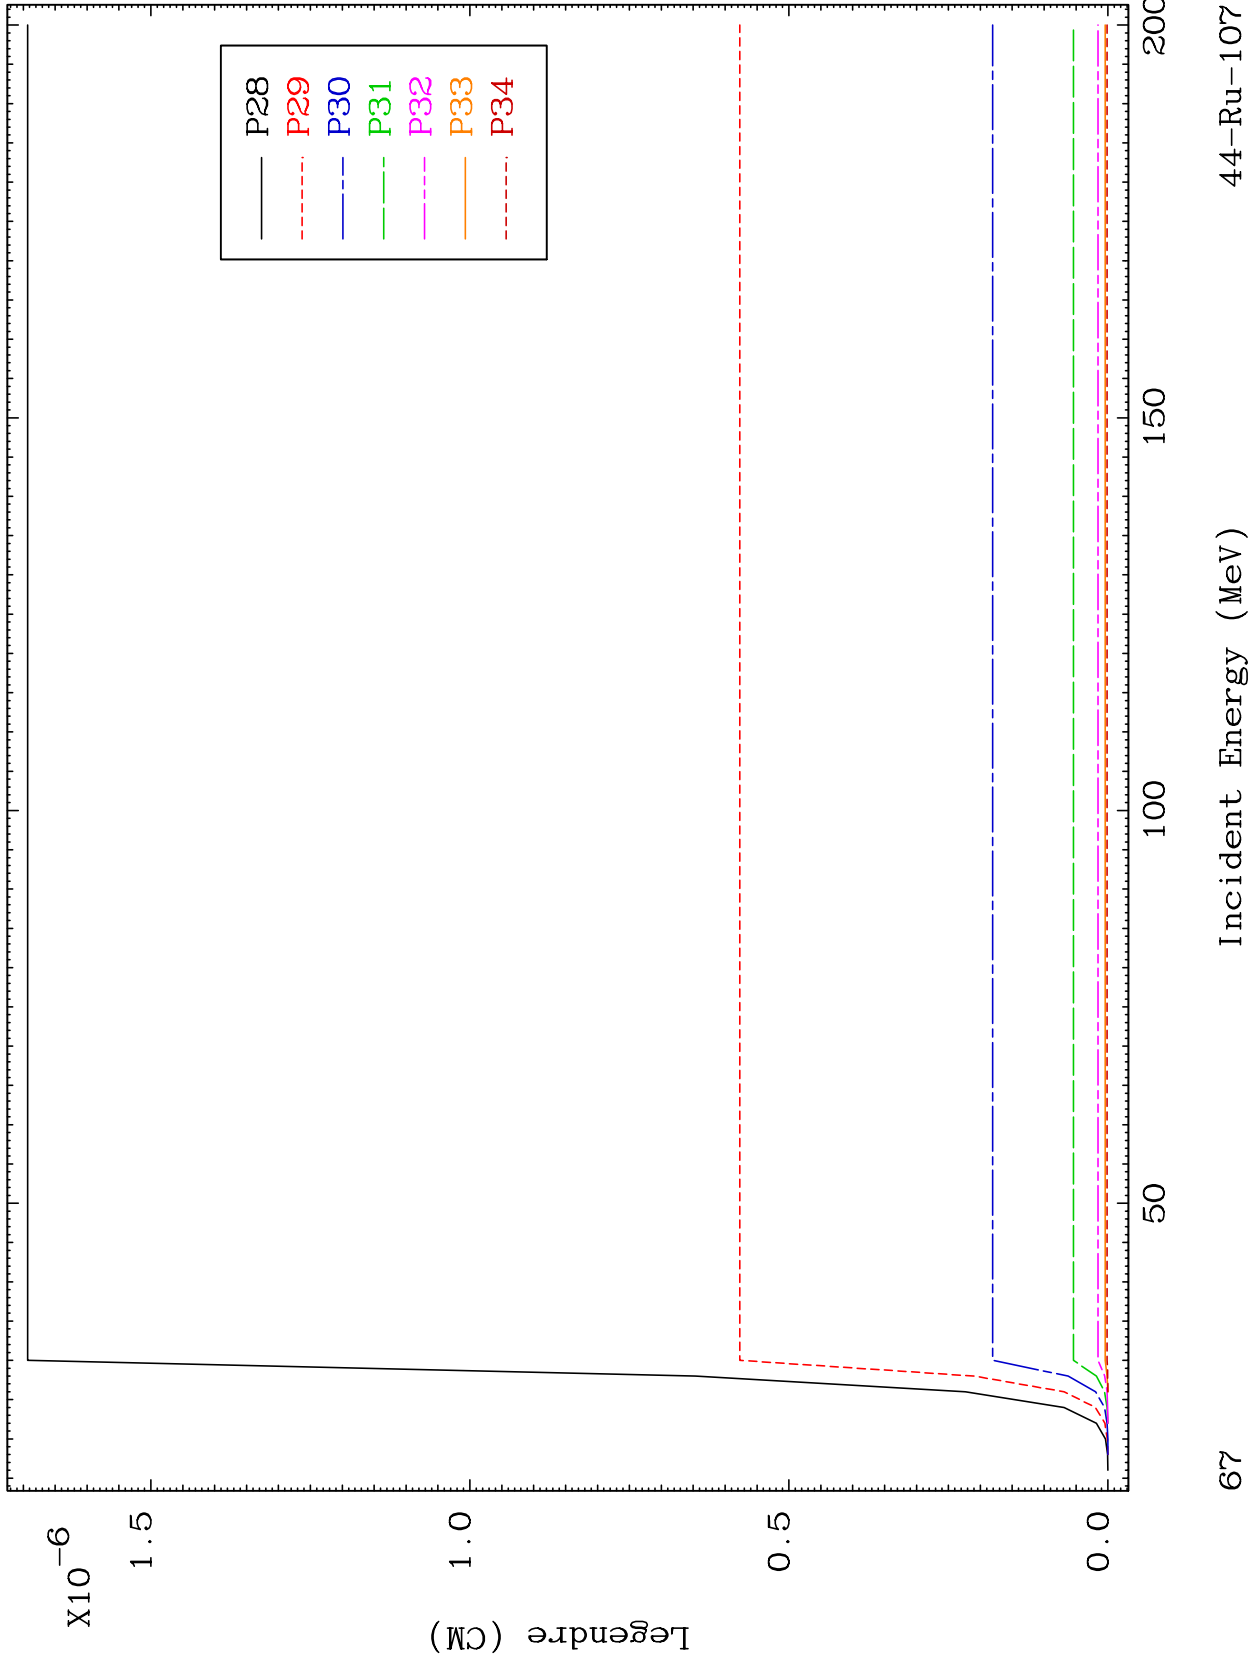 X10-6
1.5
1.0
0.5
0.0
Legendre (CM)
P28
P29
P30
P31
P32
P33
P34
50
100
150
200
Incident Energy (MeV)
67
44-Ru-107